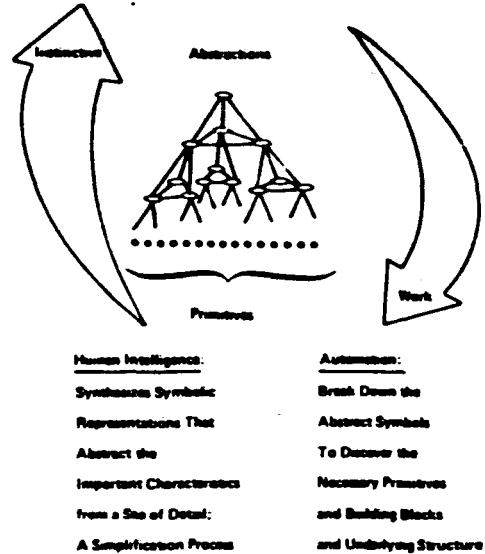 Instinctive
Abstractions
Primitives
Work
Human Intelligence:
Synthesizes Symbolic
Representations That
Abstract the
Important Characteristics
from a Sea of Detail:
A Simplification Process
Automation:
Break Down the
Abstract Symbols
To Discover the
Necessary Primitives
and Building Blocks
and Underlying Structure